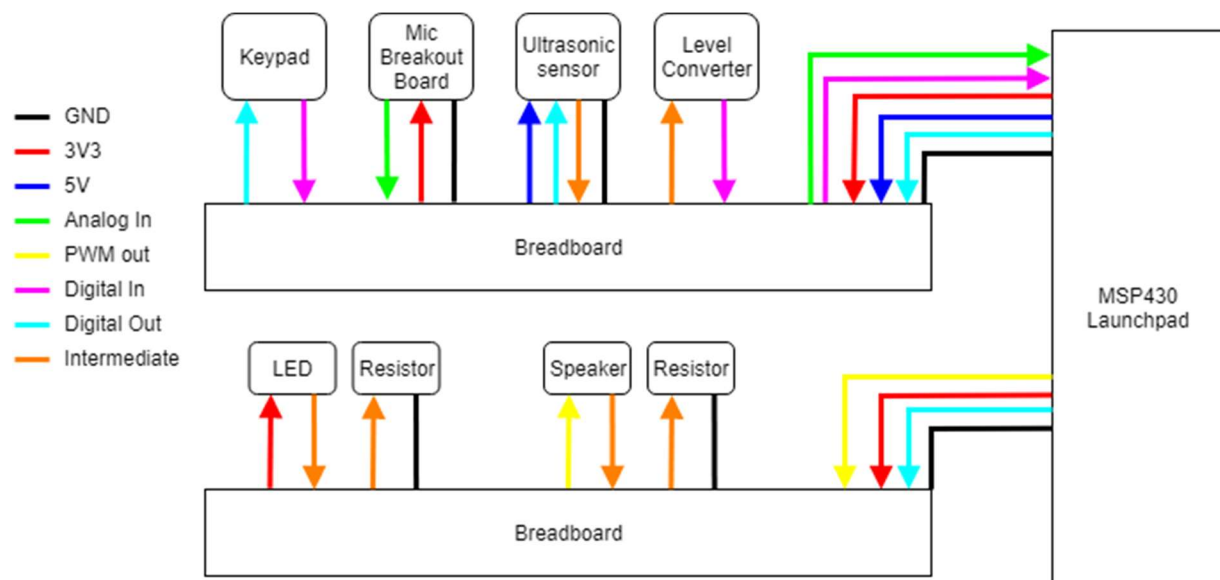 Keypad
Mic
Breakout
Board
Ultrasonic
sensor
Level
Converter
GND
3V3
5V
Analog In
PWM out
Digital In
Digital Out
Intermediate
Breadboard
MSP430
Launchpad
LED
Resistor
Speaker
Resistor
Breadboard